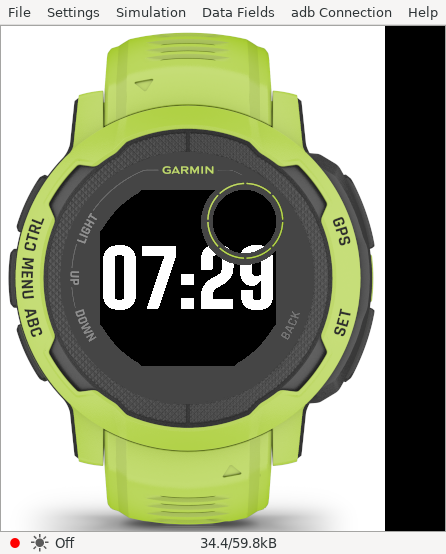 File Settings Simulation Data Fields adb Connection Help
GARMIN
LIGHT
CTRL
GPS
UP
MENU
07:29
DOWN
ABC
BACK
SET
Off
34.4/59.8kB